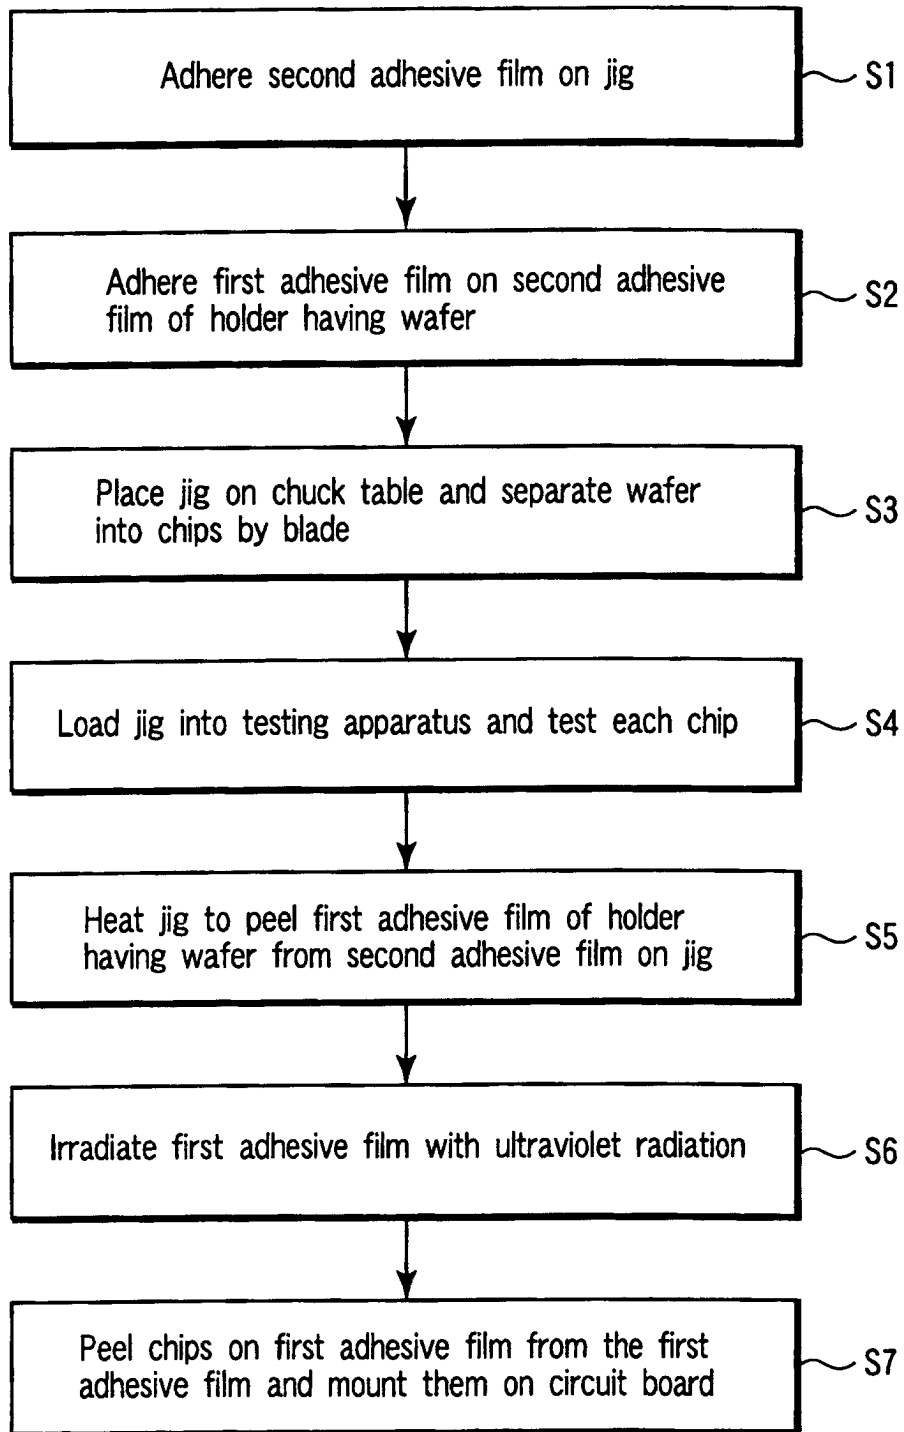 Adhere second adhesive film on jig
S1
Adhere first adhesive film on second adhesive
film of holder having wafer
S2
Place jig on chuck table and separate wafer
into chips by blade
S3
Load jig into testing apparatus and test each chip
S4
Heat jig to peel first adhesive film of holder
having wafer from second adhesive film on jig
S5
Irradiate first adhesive film with ultraviolet radiation
S6
Peel chips on first adhesive film from the first
adhesive film and mount them on circuit board
S7